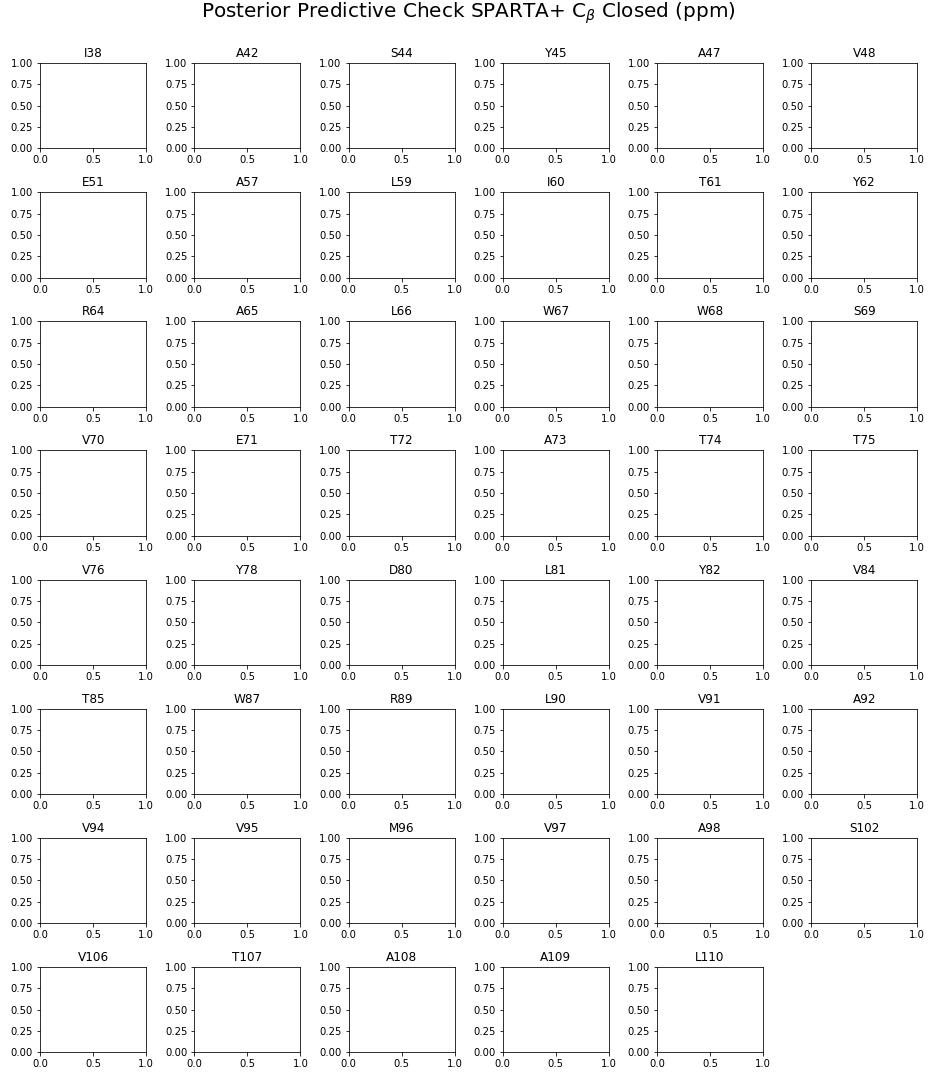 Posterior Predictive Check SPARTA+ Cβ Closed (ppm)
I38 A42 S44 Y45 A47 V48
1.00 1.00 1.00 1.00 1.00 1.00
0.75 0.75 0.75 0.75 0.75 0.75
0.50 0.50 0.50 0.50 0.50 0.50
0.25 0.25 0.25 0.25 0.25 0.25
0.00 0.00 0.00 0.00 0.00 0.00
0.0 0.5 1.0 0.0 0.5 1.0 0.0 0.5 1.0 0.0 0.5 1.0 0.0 0.5 1.0 0.0 0.5 1.0
E51 A57 L59 I60 T61 Y62
1.00 1.00 1.00 1.00 1.00 1.00
0.75 0.75 0.75 0.75 0.75 0.75
0.50 0.50 0.50 0.50 0.50 0.50
0.25 0.25 0.25 0.25 0.25 0.25
0.00 0.00 0.00 0.00 0.00 0.00
0.0 0.5 1.0 0.0 0.5 1.0 0.0 0.5 1.0 0.0 0.5 1.0 0.0 0.5 1.0 0.0 0.5 1.0
R64 A65 L66 W67 W68 S69
1.00 1.00 1.00 1.00 1.00 1.00
0.75 0.75 0.75 0.75 0.75 0.75
0.50 0.50 0.50 0.50 0.50 0.50
0.25 0.25 0.25 0.25 0.25 0.25
0.00 0.00 0.00 0.00 0.00 0.00
0.0 0.5 1.0 0.0 0.5 1.0 0.0 0.5 1.0 0.0 0.5 1.0 0.0 0.5 1.0 0.0 0.5 1.0
V70 E71 T72 A73 T74 T75
1.00 1.00 1.00 1.00 1.00 1.00
0.75 0.75 0.75 0.75 0.75 0.75
0.50 0.50 0.50 0.50 0.50 0.50
0.25 0.25 0.25 0.25 0.25 0.25
0.00 0.00 0.00 0.00 0.00 0.00
0.0 0.5 1.0 0.0 0.5 1.0 0.0 0.5 1.0 0.0 0.5 1.0 0.0 0.5 1.0 0.0 0.5 1.0
V76 Y78 D80 L81 Y82 V84
1.00 1.00 1.00 1.00 1.00 1.00
0.75 0.75 0.75 0.75 0.75 0.75
0.50 0.50 0.50 0.50 0.50 0.50
0.25 0.25 0.25 0.25 0.25 0.25
0.00 0.00 0.00 0.00 0.00 0.00
0.0 0.5 1.0 0.0 0.5 1.0 0.0 0.5 1.0 0.0 0.5 1.0 0.0 0.5 1.0 0.0 0.5 1.0
T85 W87 R89 L90 V91 A92
1.00 1.00 1.00 1.00 1.00 1.00
0.75 0.75 0.75 0.75 0.75 0.75
0.50 0.50 0.50 0.50 0.50 0.50
0.25 0.25 0.25 0.25 0.25 0.25
0.00 0.00 0.00 0.00 0.00 0.00
0.0 0.5 1.0 0.0 0.5 1.0 0.0 0.5 1.0 0.0 0.5 1.0 0.0 0.5 1.0 0.0 0.5 1.0
V94 V95 M96 V97 A98 S102
1.00 1.00 1.00 1.00 1.00 1.00
0.75 0.75 0.75 0.75 0.75 0.75
0.50 0.50 0.50 0.50 0.50 0.50
0.25 0.25 0.25 0.25 0.25 0.25
0.00 0.00 0.00 0.00 0.00 0.00
0.0 0.5 1.0 0.0 0.5 1.0 0.0 0.5 1.0 0.0 0.5 1.0 0.0 0.5 1.0 0.0 0.5 1.0
V106 T107 A108 A109 L110
1.00 1.00 1.00 1.00 1.00
0.75 0.75 0.75 0.75 0.75
0.50 0.50 0.50 0.50 0.50
0.25 0.25 0.25 0.25 0.25
0.00 0.00 0.00 0.00 0.00
0.0 0.5 1.0 0.0 0.5 1.0 0.0 0.5 1.0 0.0 0.5 1.0 0.0 0.5 1.0